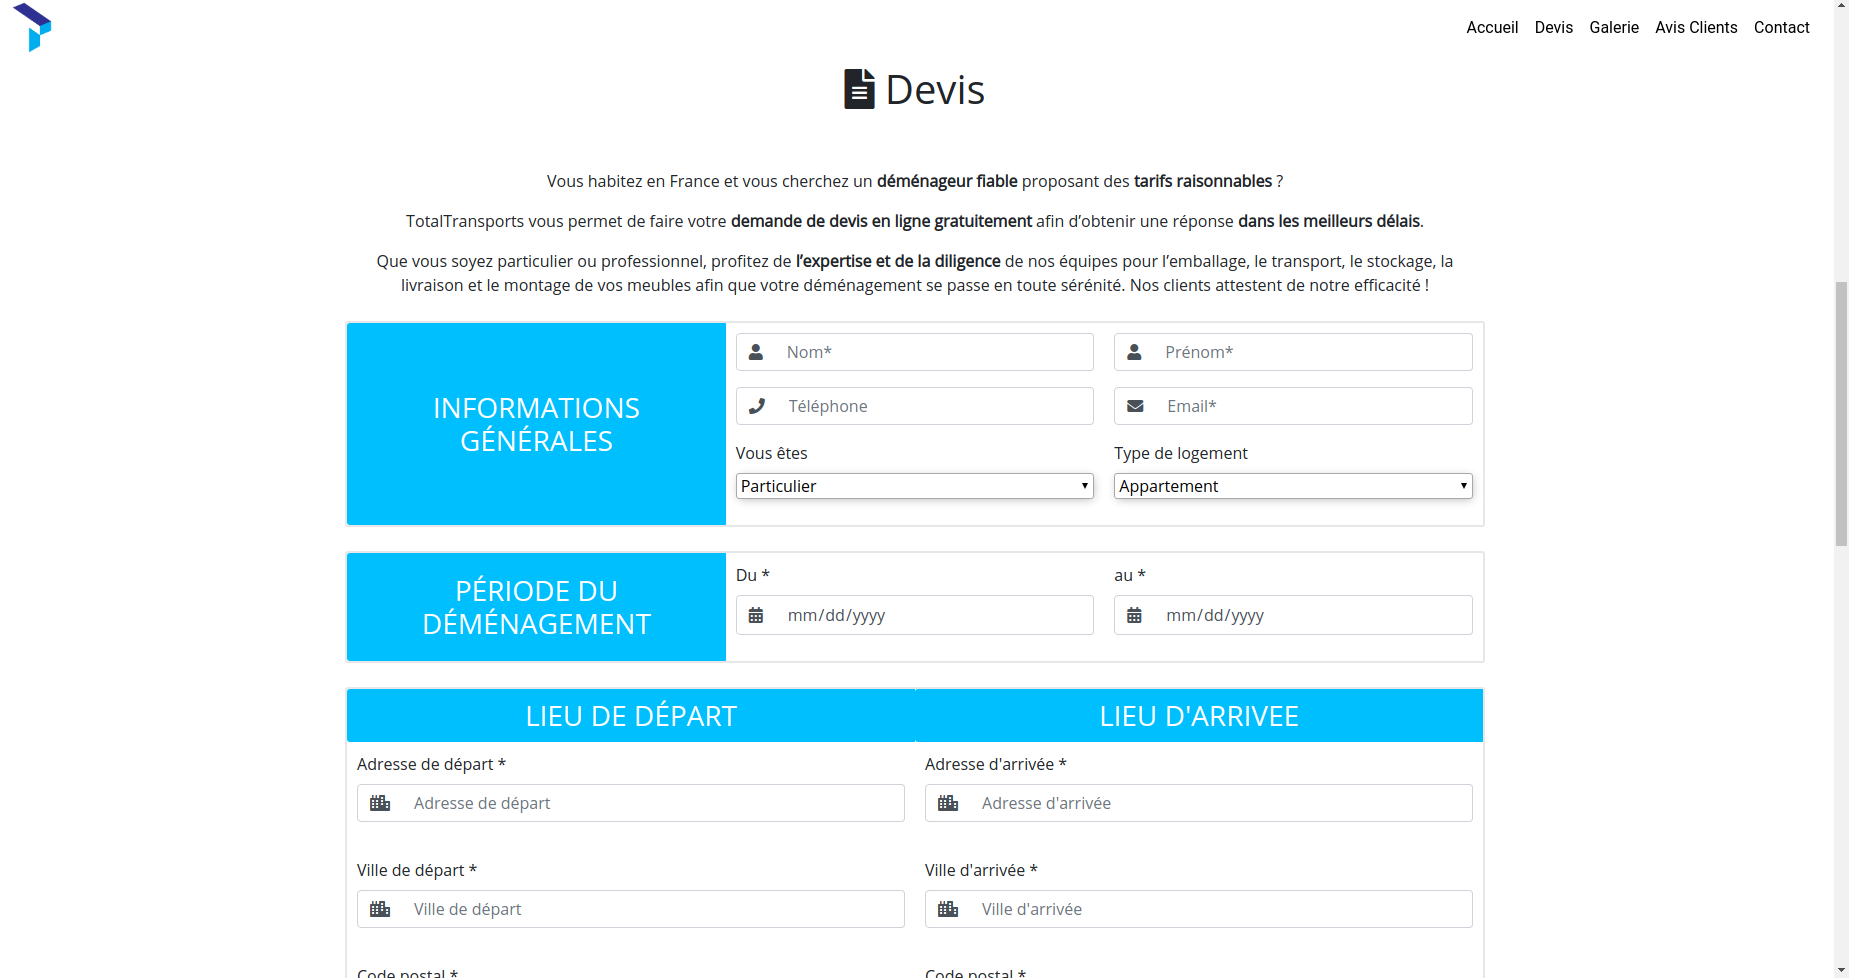 Accueil Devis Galerie Avis Clients Contact
Devis
Vous habitez en France et vous cherchez un déménageur fiable proposant des tarifs raisonnables ?
TotalTransports vous permet de faire votre demande de devis en ligne gratuitement afin d’obtenir une réponse dans les meilleurs délais.
Que vous soyez particulier ou professionnel, profitez de l’expertise et de la diligence de nos équipes pour l’emballage, le transport, le stockage, la
livraison et le montage de vos meubles afin que votre déménagement se passe en toute sérénité. Nos clients attestent de notre efficacité !
INFORMATIONS
GÉNÉRALES
Nom* Prénom*
Téléphone Email*
Vous êtes Type de logement
Particulier Appartement
PÉRIODE DU
DÉMÉNAGEMENT
Du * au *
mm/dd/yyyy mm/dd/yyyy
LIEU DE DÉPART LIEU D'ARRIVEE
Adresse de départ * Adresse d'arrivée *
Adresse de départ Adresse d'arrivée
Ville de départ * Ville d'arrivée *
Ville de départ Ville d'arrivée
Code postal * Code postal *